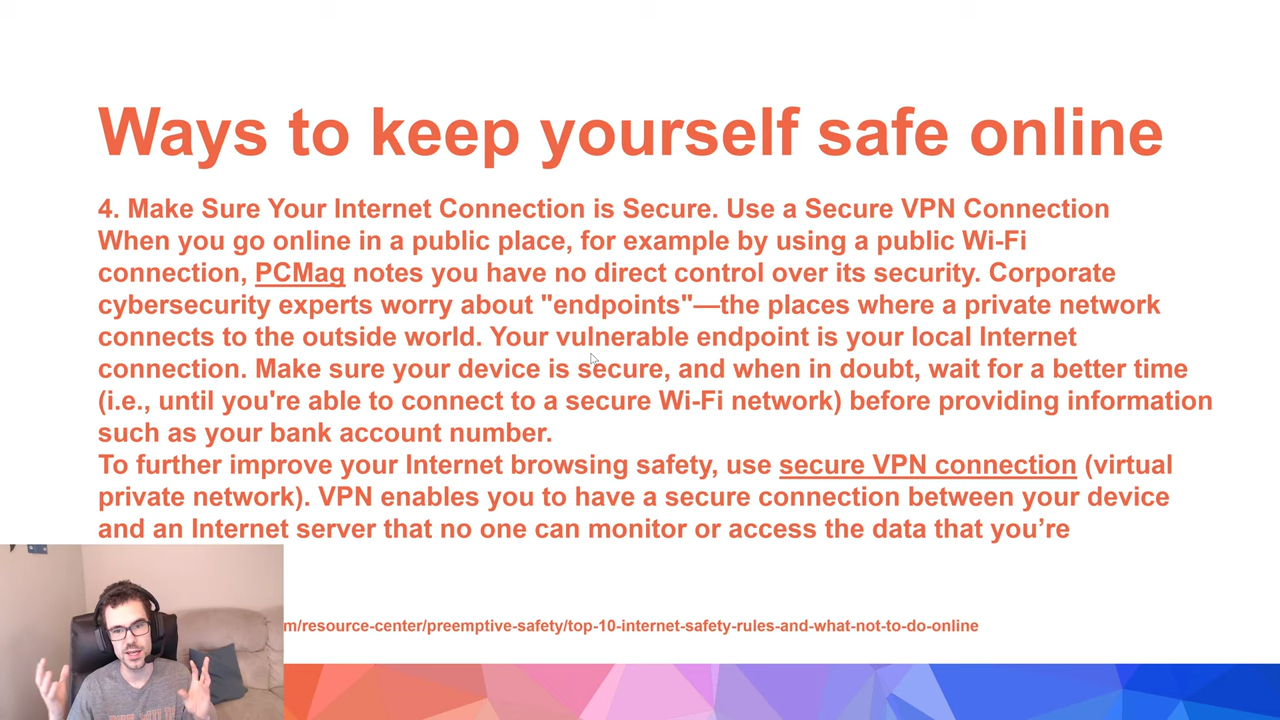 Ways to keep yourself safe online
4. Make Sure Your Internet Connection is Secure. Use a Secure VPN Connection
When you go online in a public place, for example by using a public Wi-Fi
connection, PCMag notes you have no direct control over its security. Corporate
cybersecurity experts worry about "endpoints"—the places where a private network
connects to the outside world. Your vulnerable endpoint is your local Internet
connection. Make sure your device is secure, and when in doubt, wait for a better time
(i.e., until you're able to connect to a secure Wi-Fi network) before providing information
such as your bank account number.
To further improve your Internet browsing safety, use secure VPN connection (virtual
private network). VPN enables you to have a secure connection between your device
and an Internet server that no one can monitor or access the data that you’re
m/resource-center/preemptive-safety/top-10-internet-safety-rules-and-what-not-to-do-online